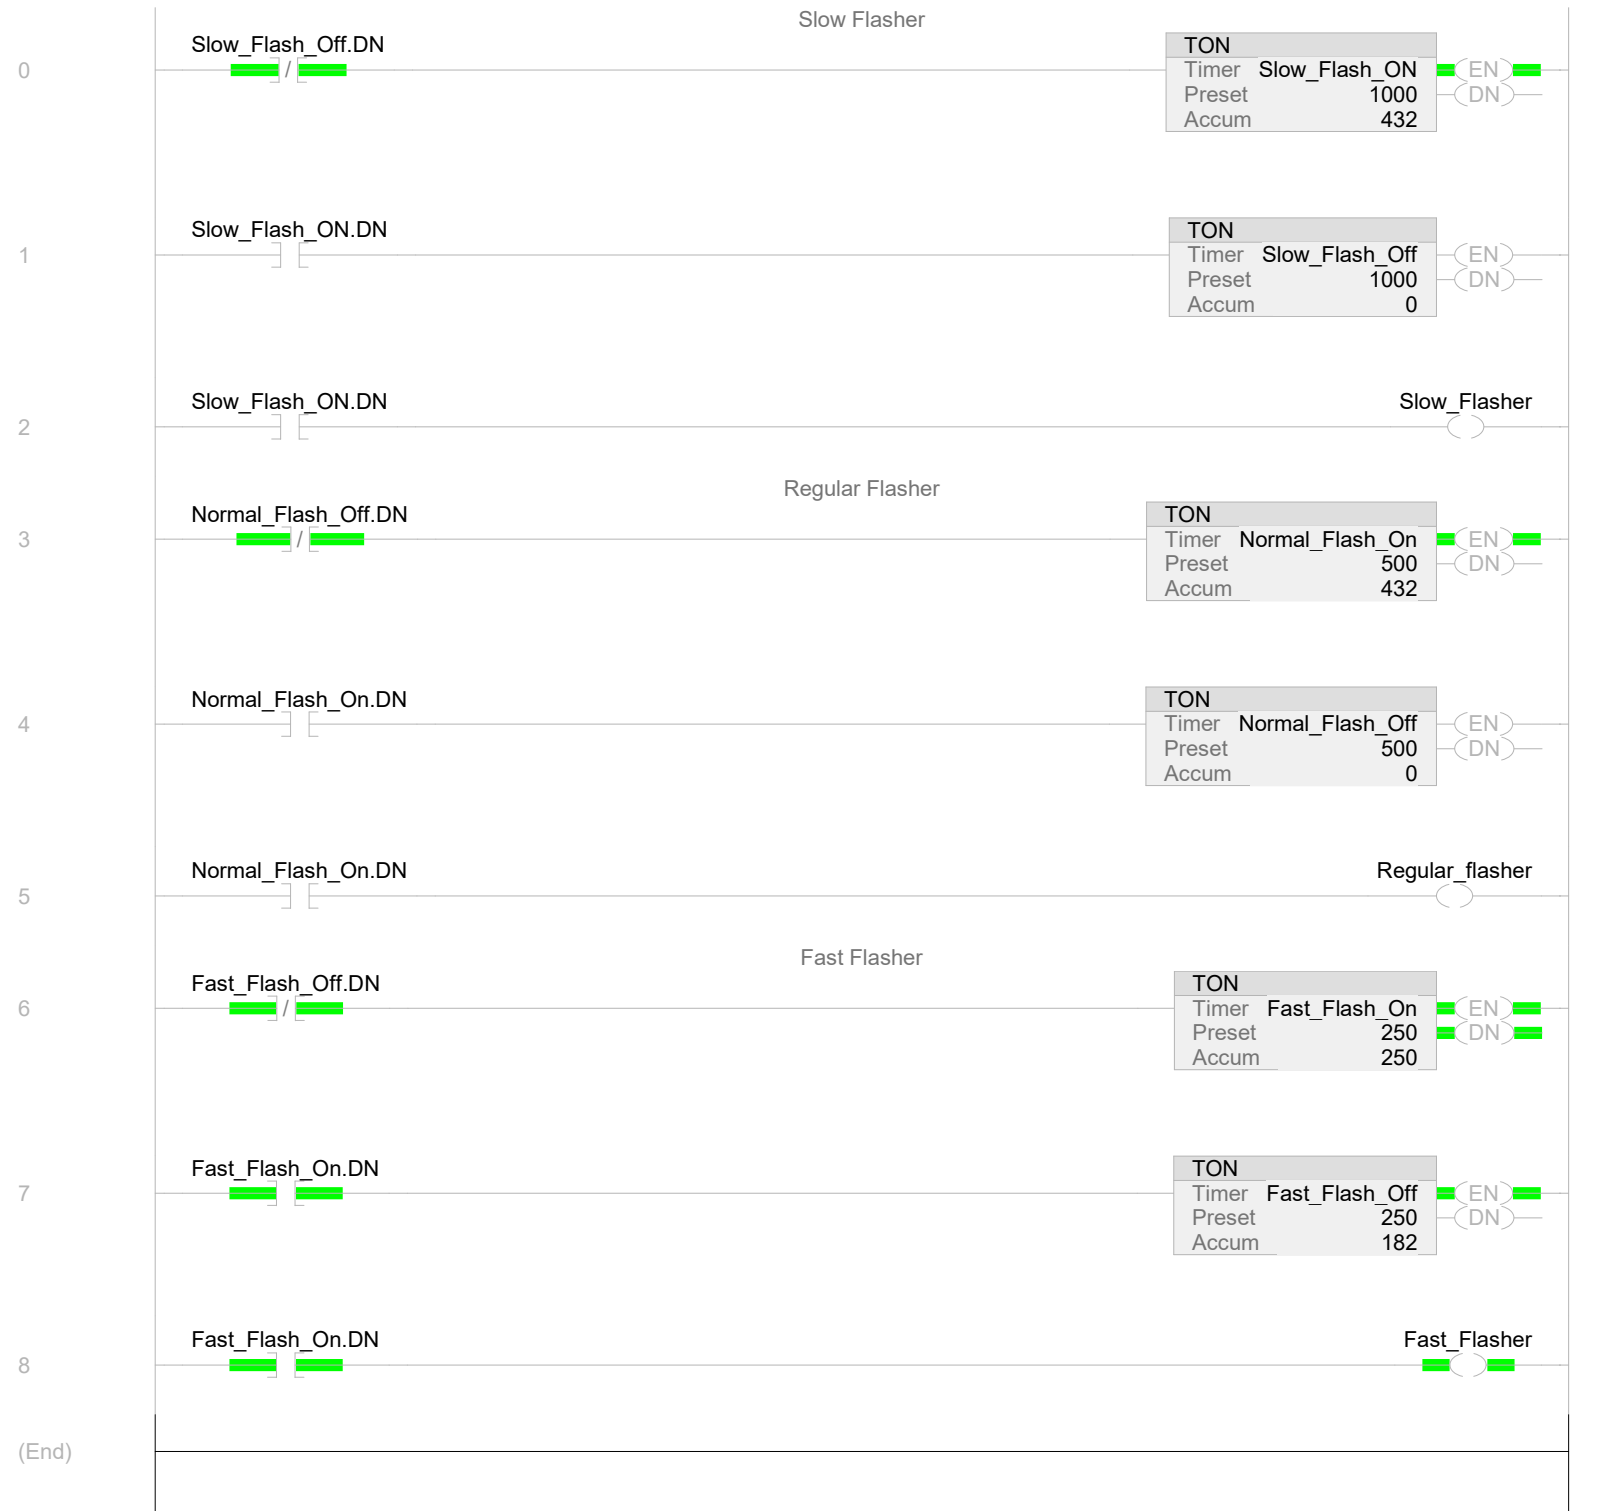 Slow Flasher
Slow_Flash_Off.DN
0
/
TON
Timer Slow_Flash_ON
Preset 1000
Accum 432
EN
DN
Slow_Flash_ON.DN
1
TON
Timer Slow_Flash_Off
Preset 1000
Accum 0
EN
DN
Slow_Flash_ON.DN
Slow_Flasher
2
Regular Flasher
Normal_Flash_Off.DN
3
/
TON
Timer Normal_Flash_On
Preset 500
Accum 432
EN
DN
Normal_Flash_On.DN
4
TON
Timer Normal_Flash_Off
Preset 500
Accum 0
EN
DN
Normal_Flash_On.DN
Regular_flasher
5
Fast Flasher
Fast_Flash_Off.DN
6
/
TON
Timer Fast_Flash_On
Preset 250
Accum 250
EN
DN
Fast_Flash_On.DN
7
TON
Timer Fast_Flash_Off
Preset 250
Accum 182
EN
DN
Fast_Flash_On.DN
Fast_Flasher
8
(End)